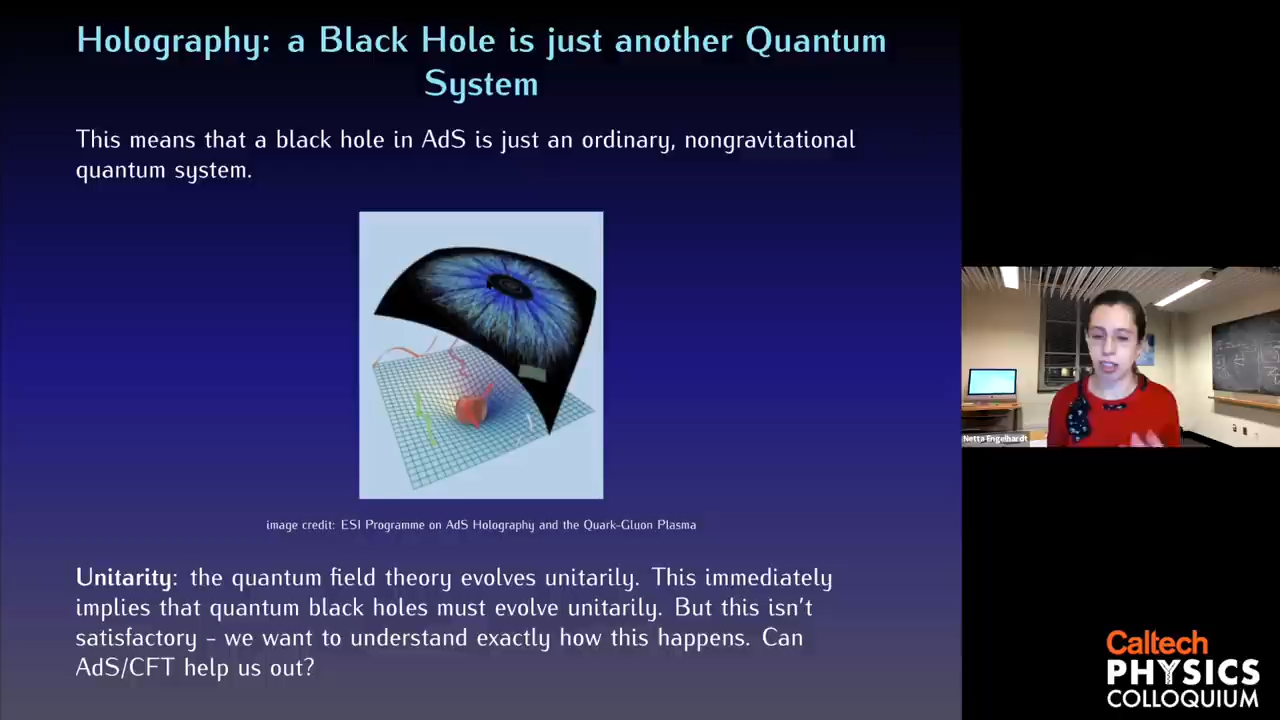 Holography: a Black Hole is just another Quantum
System
This means that a black hole in AdS is just an ordinary, nongravitational
quantum system.
image credit: ESI Programme on AdS Holography and the Quark-Gluon Plasma
Unitarity: the quantum field theory evolves unitarily. This immediately
implies that quantum black holes must evolve unitarily. But this isn't
satisfactory – we want to understand exactly how this happens. Can
AdS/CFT help us out?
Netta Engelhardt
Caltech
PHYSICS
COLLOQUIUM